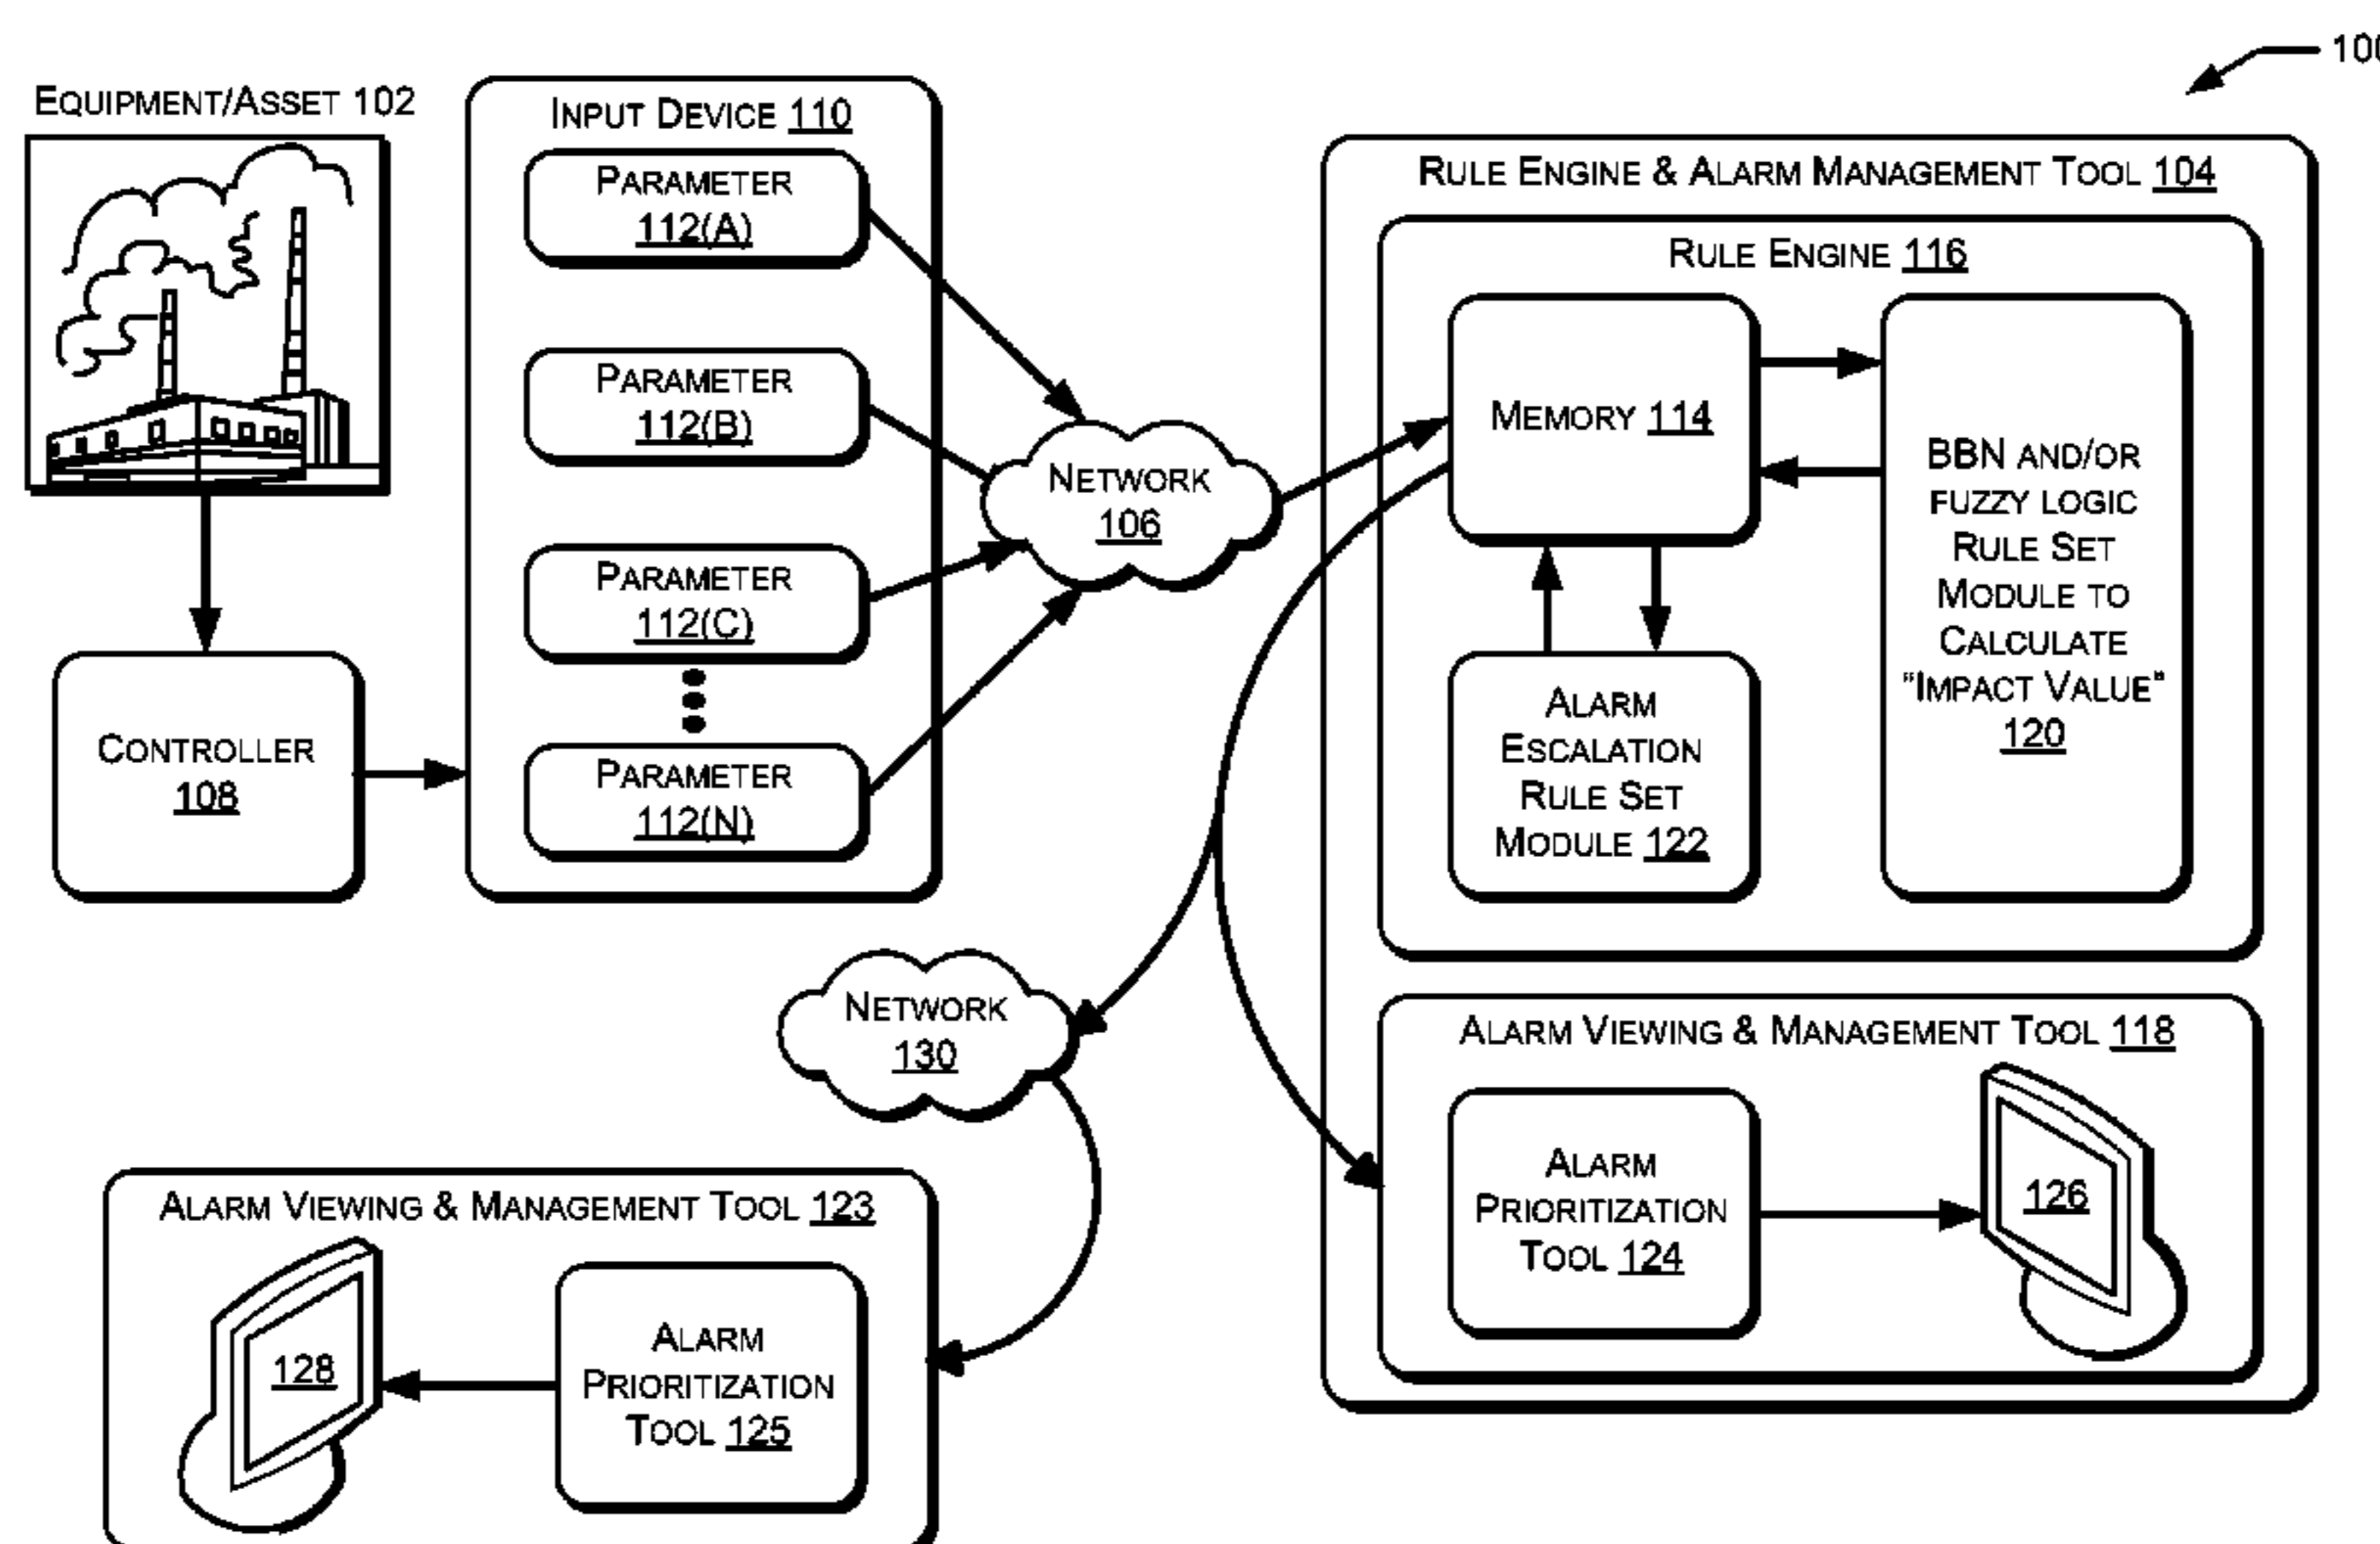 100
EQUIPMENT/ASSET 102
INPUT DEVICE 110
PARAMETER
112(A)
PARAMETER
112(B)
PARAMETER
112(C)
PARAMETER
112(N)
CONTROLLER
108
NETWORK
106
RULE ENGINE & ALARM MANAGEMENT TOOL 104
RULE ENGINE 116
MEMORY 114
BBN AND/OR
FUZZY LOGIC
RULE SET
MODULE TO
CALCULATE
"IMPACT VALUE"
120
ALARM
ESCALATION
RULE SET
MODULE 122
NETWORK
130
ALARM VIEWING & MANAGEMENT TOOL 118
ALARM
PRIORITIZATION
TOOL 124
126
ALARM VIEWING & MANAGEMENT TOOL 123
128
ALARM
PRIORITIZATION
TOOL 125